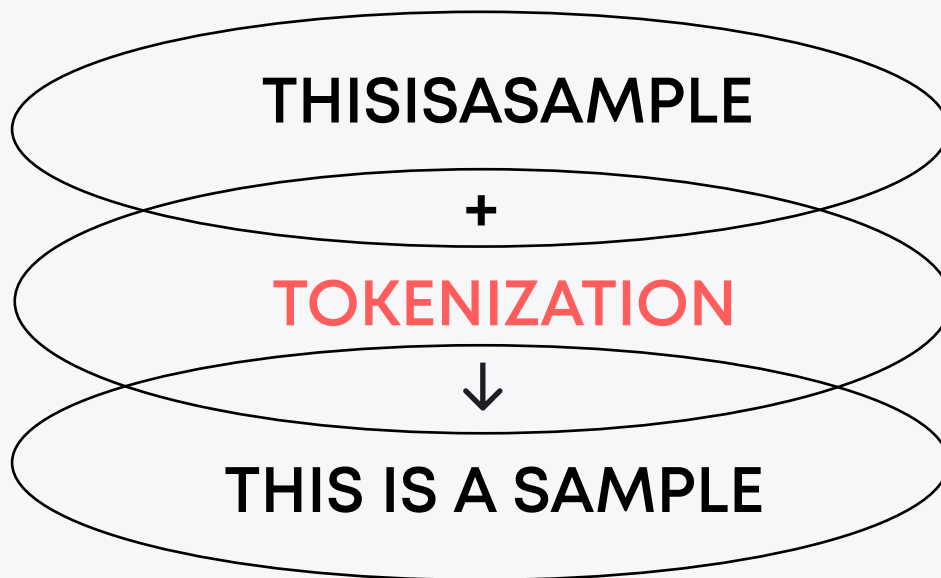 THISISASAMPLE
+
TOKENIZATION
↓
THIS IS A SAMPLE